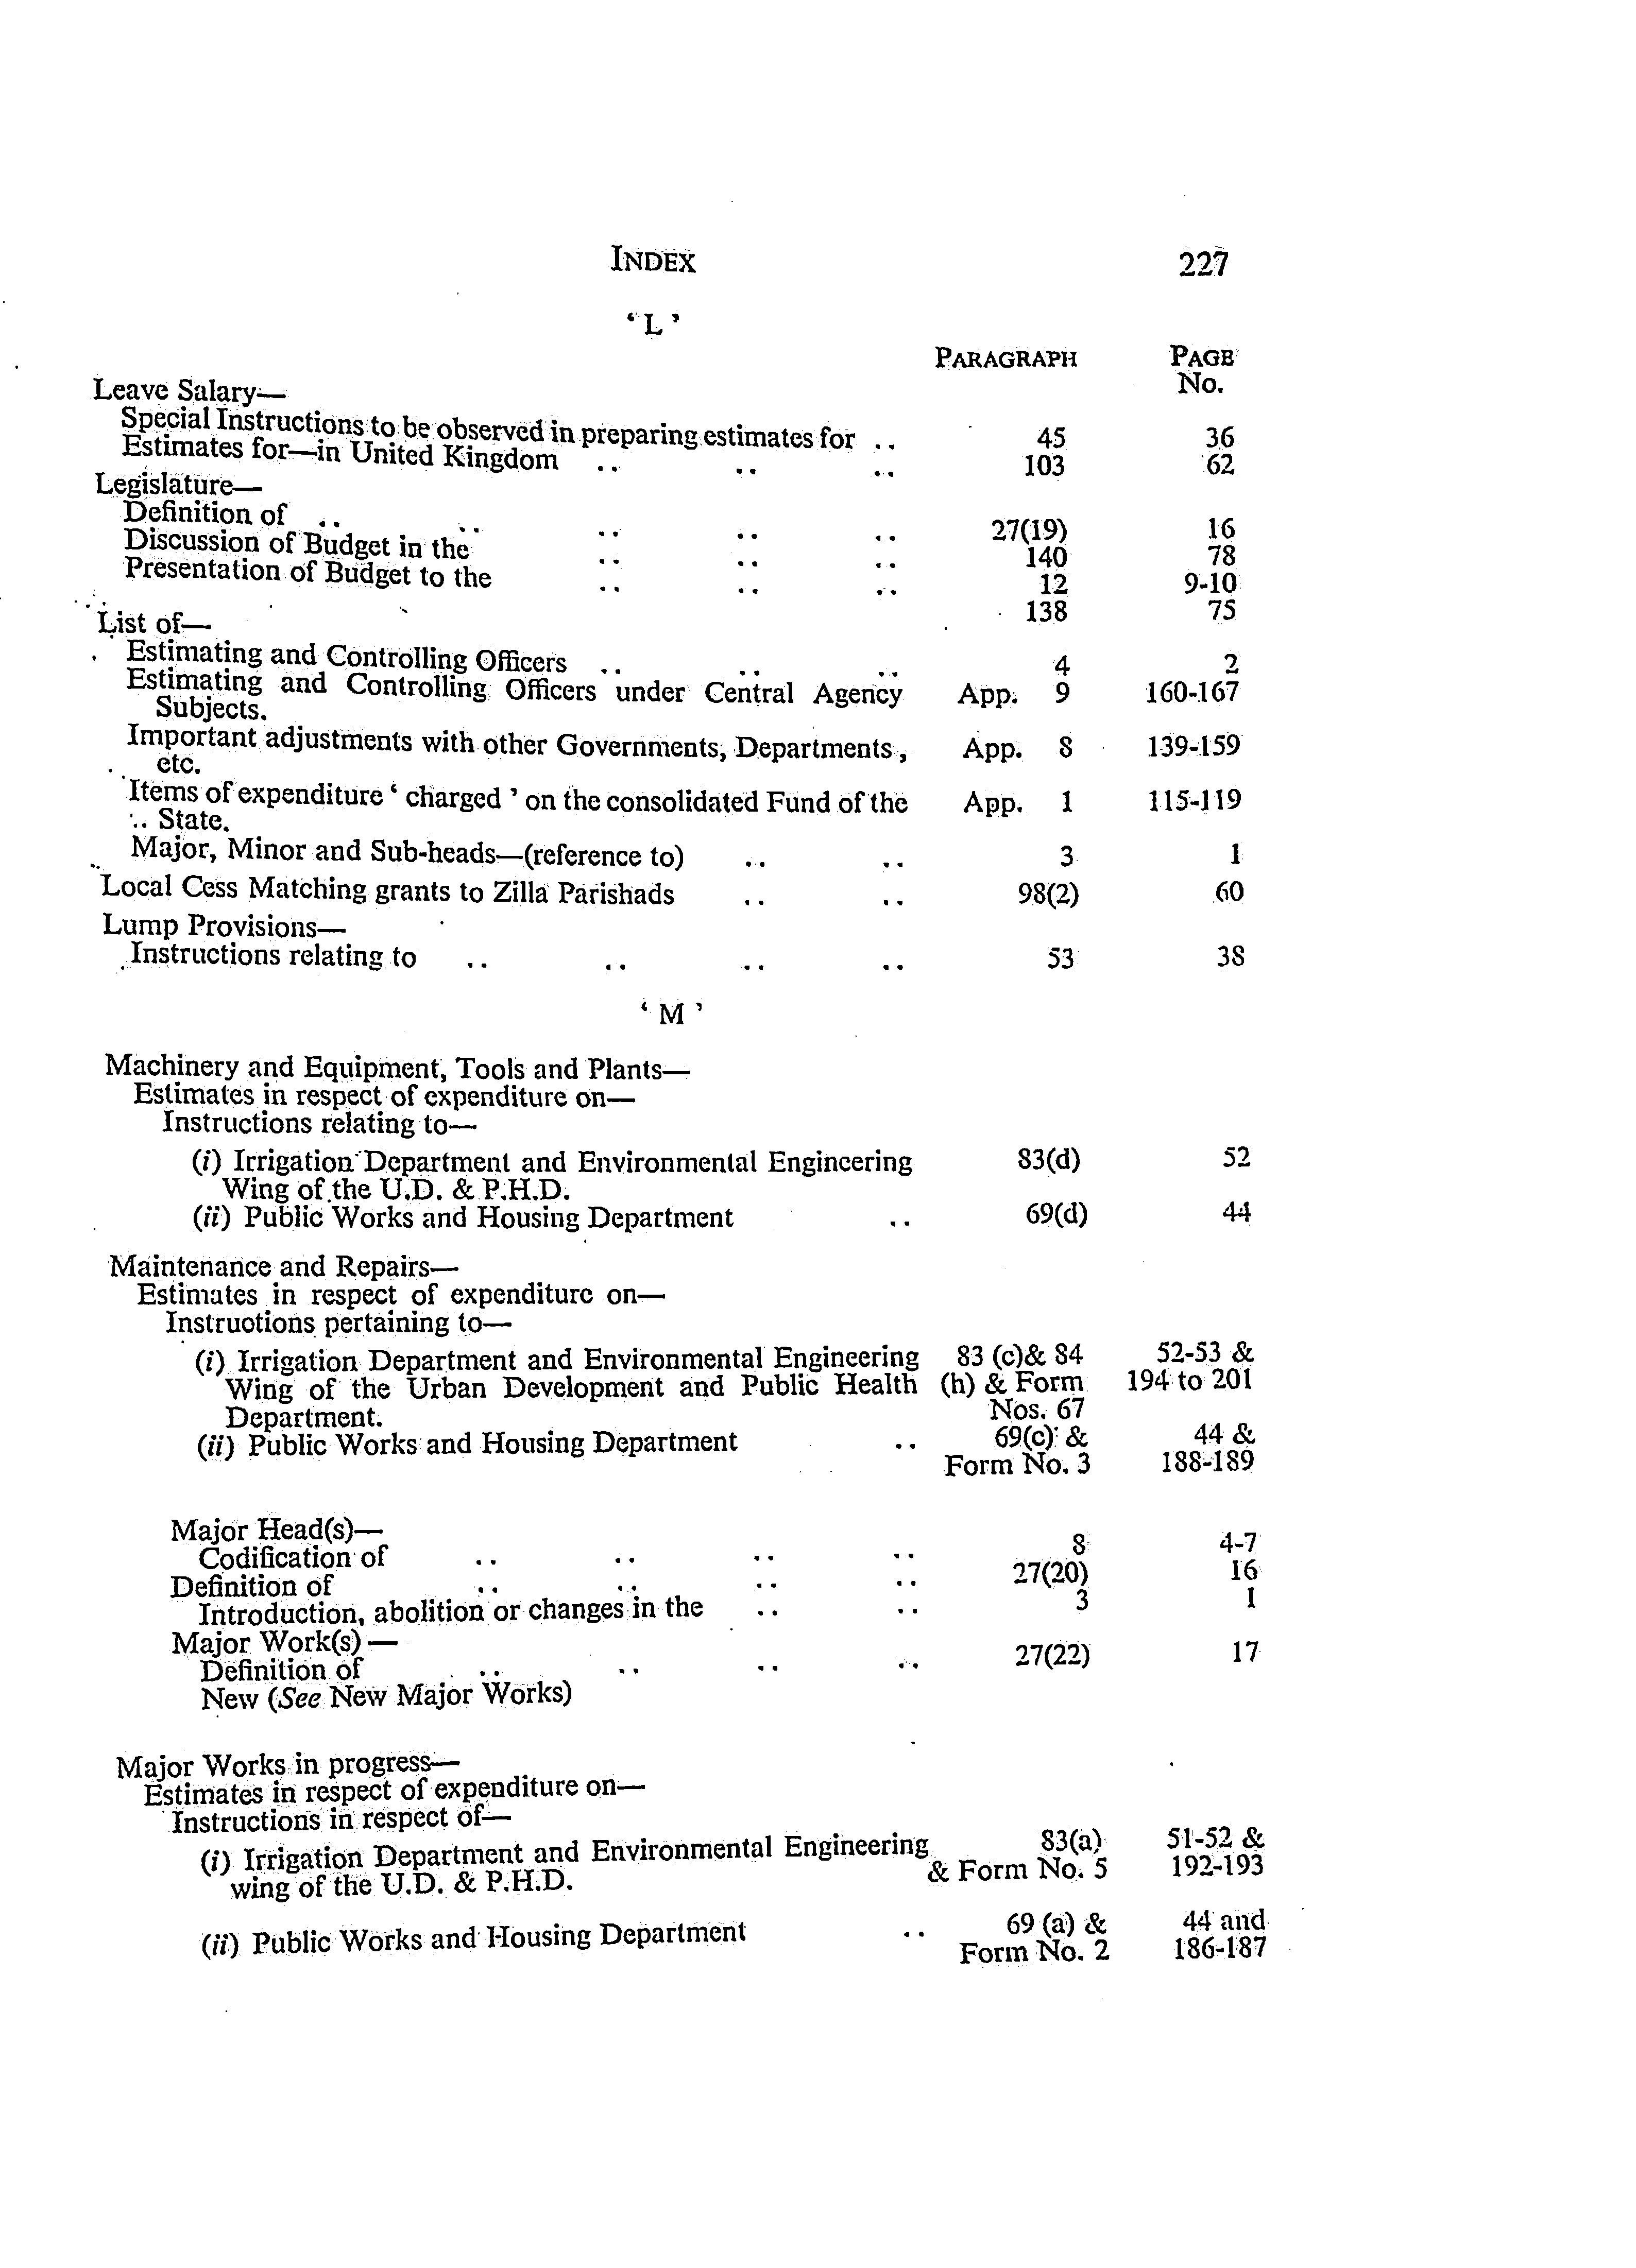 INDEX 227
‘ L ’
PARAGRAPH PAGE
No.
Leave Salary—
Special Instructions to be observed in preparing estimates for .. 45 36
Estimates for—in United Kingdom .. .. .. 103 62
Legislature—
Definition of .. .. .. .. .. 27(19) 16
Discussion of Budget in the .. .. .. 140 78
Presentation of Budget to the .. .. .. 12 9-10
138 75
List of—
Estimating and Controlling Officers .. .. .. 4 2
Estimating and Controlling Officers under Central Agency App. 9 160-167
Subjects.
Important adjustments with other Governments, Departments, App. 8 139-159
etc.
Items of expenditure ‘ charged ’ on the consolidated Fund of the App. 1 115-119
State.
Major, Minor and Sub-heads—(reference to) .. .. 3 1
Local Cess Matching grants to Zilla Parishads .. .. 98(2) 60
Lump Provisions—
Instructions relating to .. .. .. .. 53 38
‘ M ’
Machinery and Equipment, Tools and Plants—
Estimates in respect of expenditure on—
Instructions relating to—
(i) Irrigation Department and Environmental Engineering 83(d) 52
Wing of the U.D. & P.H.D.
(ii) Public Works and Housing Department .. 69(d) 44
Maintenance and Repairs—
Estimates in respect of expenditure on—
Instructions pertaining to—
(i) Irrigation Department and Environmental Engineering 83 (c)& 84 52-53 &
Wing of the Urban Development and Public Health (h) & Form 194 to 201
Department. Nos. 67
(ii) Public Works and Housing Department .. 69(c) & 44 &
Form No. 3 188-189
Major Head(s)—
Codification of .. .. .. .. 8 4-7
Definition of .. .. .. .. 27(20) 16
Introduction, abolition or changes in the .. .. 3 1
Major Work(s) —
Definition of .. .. .. .. 27(22) 17
New (See New Major Works)
Major Works in progress—
Estimates in respect of expenditure on—
Instructions in respect of—
(i) Irrigation Department and Environmental Engineering 83(a) 51-52 &
wing of the U.D. & P.H.D. & Form No. 5 192-193
(ii) Public Works and Housing Department .. 69 (a) & 44 and
Form No. 2 186-187